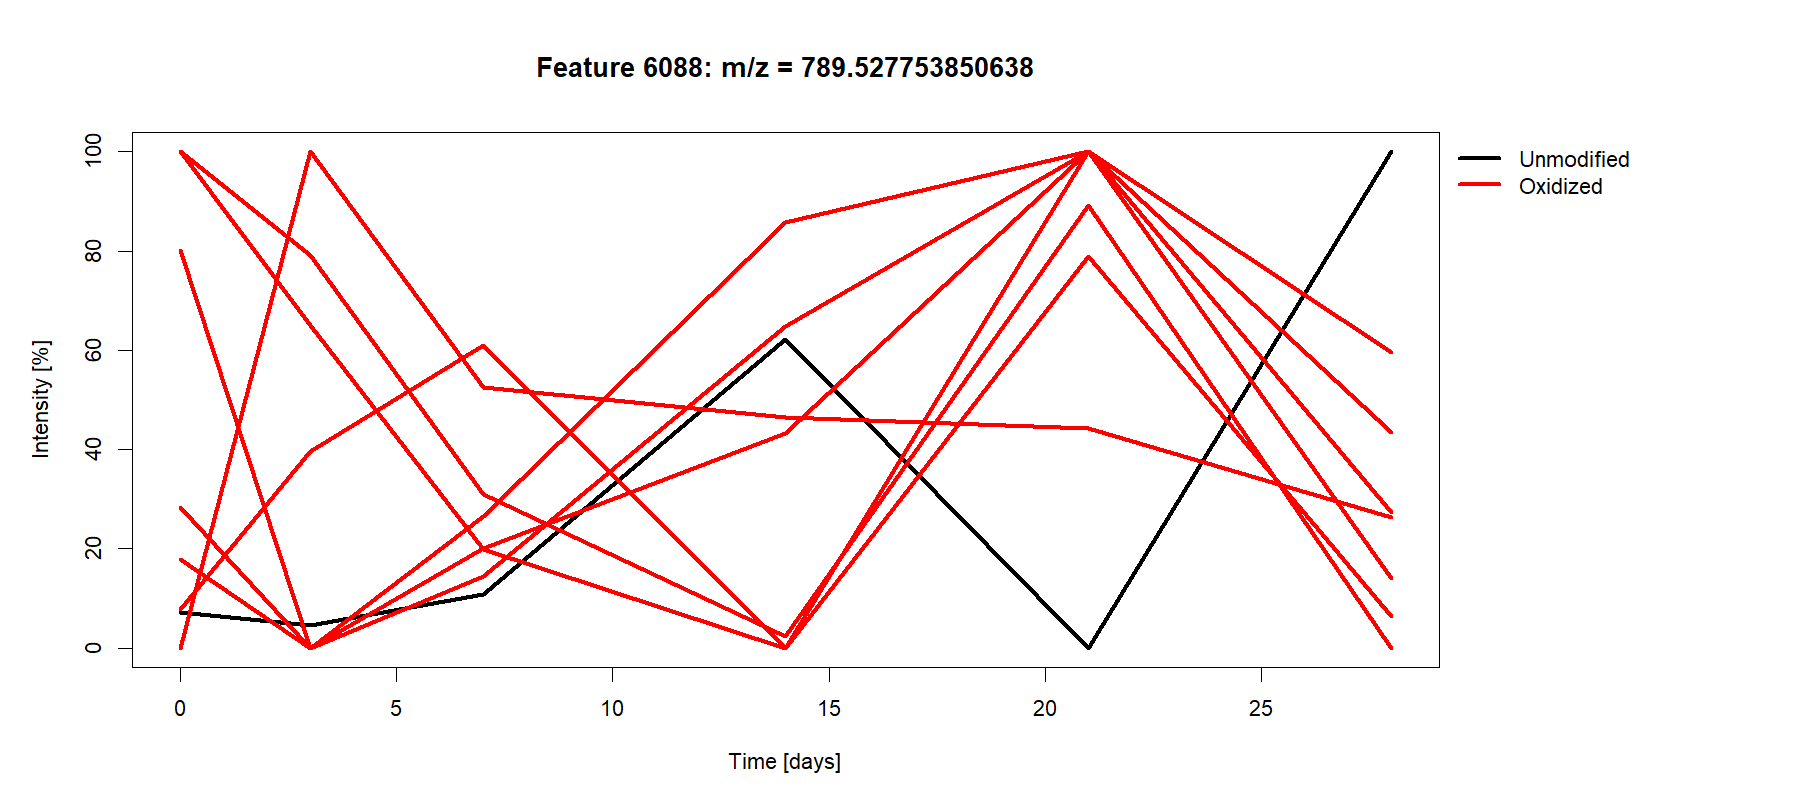 Feature 6088: m/z = 789.527753850638
Unmodified
Oxidized
100
80
60
40
20
0
Intensity [%]
0 5 10 15 20 25
Time [days]